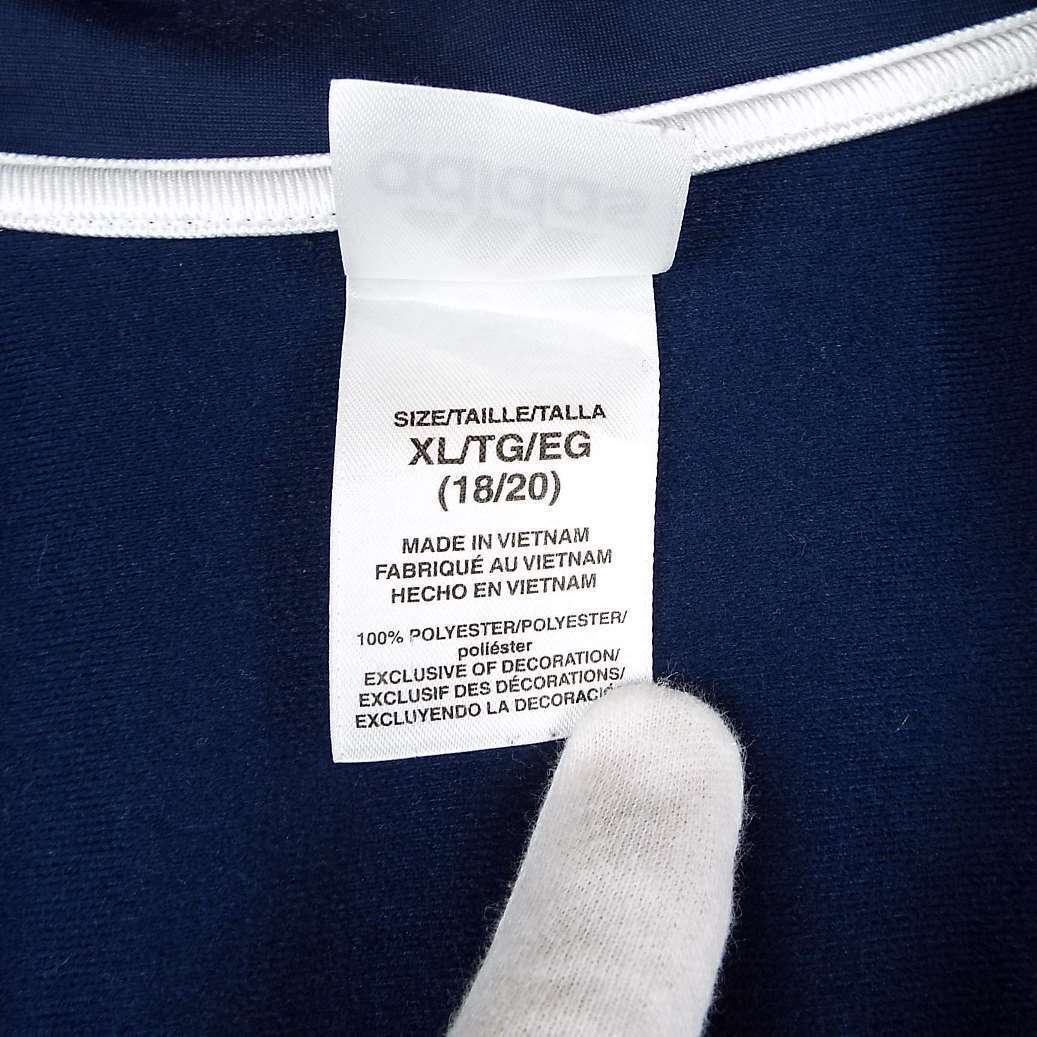 adidas
SIZE/TAILLE/TALLA
XL/TG/EG
(18/20)
MADE IN VIETNAM
FABRIQUÉ AU VIETNAM
HECHO EN VIETNAM
100% POLYESTER/POLYESTER/
poliéster
EXCLUSIVE OF DECORATION/
EXCLUSIF DES DÉCORATIONS/
EXCLUYENDO LA